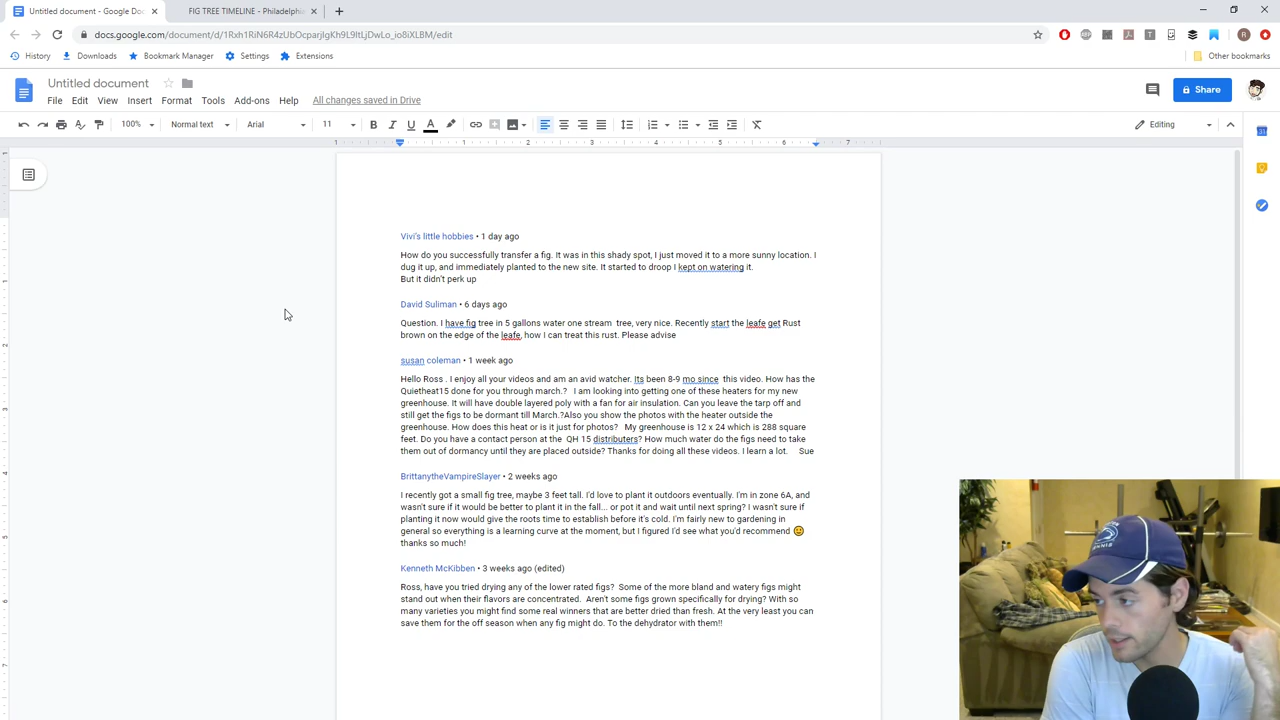 Untitled document - Google Do
FIG TREE TIMELINE - Philadelphia
docs.google.com/document/d/1Rxh1RiN6R4zUbOcparjIgKh9L9ItLjDwLo_io8iXLBM/edit
History
Downloads
Bookmark Manager
Settings
Extensions
Other bookmarks
Untitled document
File Edit View Insert Format Tools Add-ons Help All changes saved in Drive
Share
100% Normal text Arial 11 B I U A Editing
1 1 2 3 4 5 6 7
Vivi's little hobbies • 1 day ago
How do you successfully transfer a fig. It was in this shady spot, I just moved it to a more sunny location. I
dug it up, and immediately planted to the new site. It started to droop I kept on watering it.
But it didn't perk up
David Suliman • 6 days ago
Question. I have,fig tree in 5 gallons water one stream tree, very nice. Recently start the leafe get Rust
brown on the edge of the leafe, how I can treat this rust. Please advise
susan coleman • 1 week ago
Hello Ross . I enjoy all your videos and am an avid watcher. Its been 8-9 mo since this video. How has the
Quietheat15 done for you through march.? I am looking into getting one of these heaters for my new
greenhouse. It will have double layered poly with a fan for air insulation. Can you leave the tarp off and
still get the figs to be dormant till March.?Also you show the photos with the heater outside the
greenhouse. How does this heat or is it just for photos? My greenhouse is 12 x 24 which is 288 square
feet. Do you have a contact person at the QH 15 distributers? How much water do the figs need to take
them out of dormancy until they are placed outside? Thanks for doing all these videos. I learn a lot. Sue
BrittanytheVampireSlayer • 2 weeks ago
I recently got a small fig tree, maybe 3 feet tall. I'd love to plant it outdoors eventually. I'm in zone 6A, and
wasn't sure if it would be better to plant it in the fall... or pot it and wait until next spring? I wasn't sure if
planting it now would give the roots time to establish before it's cold. I'm fairly new to gardening in
general so everything is a learning curve at the moment, but I figured I'd see what you'd recommend 🙂
thanks so much!
Kenneth McKibben • 3 weeks ago (edited)
Ross, have you tried drying any of the lower rated figs? Some of the more bland and watery figs might
stand out when their flavors are concentrated. Aren't some figs grown specifically for drying? With so
many varieties you might find some real winners that are better dried than fresh. At the very least you can
save them for the off season when any fig might do. To the dehydrator with them!!